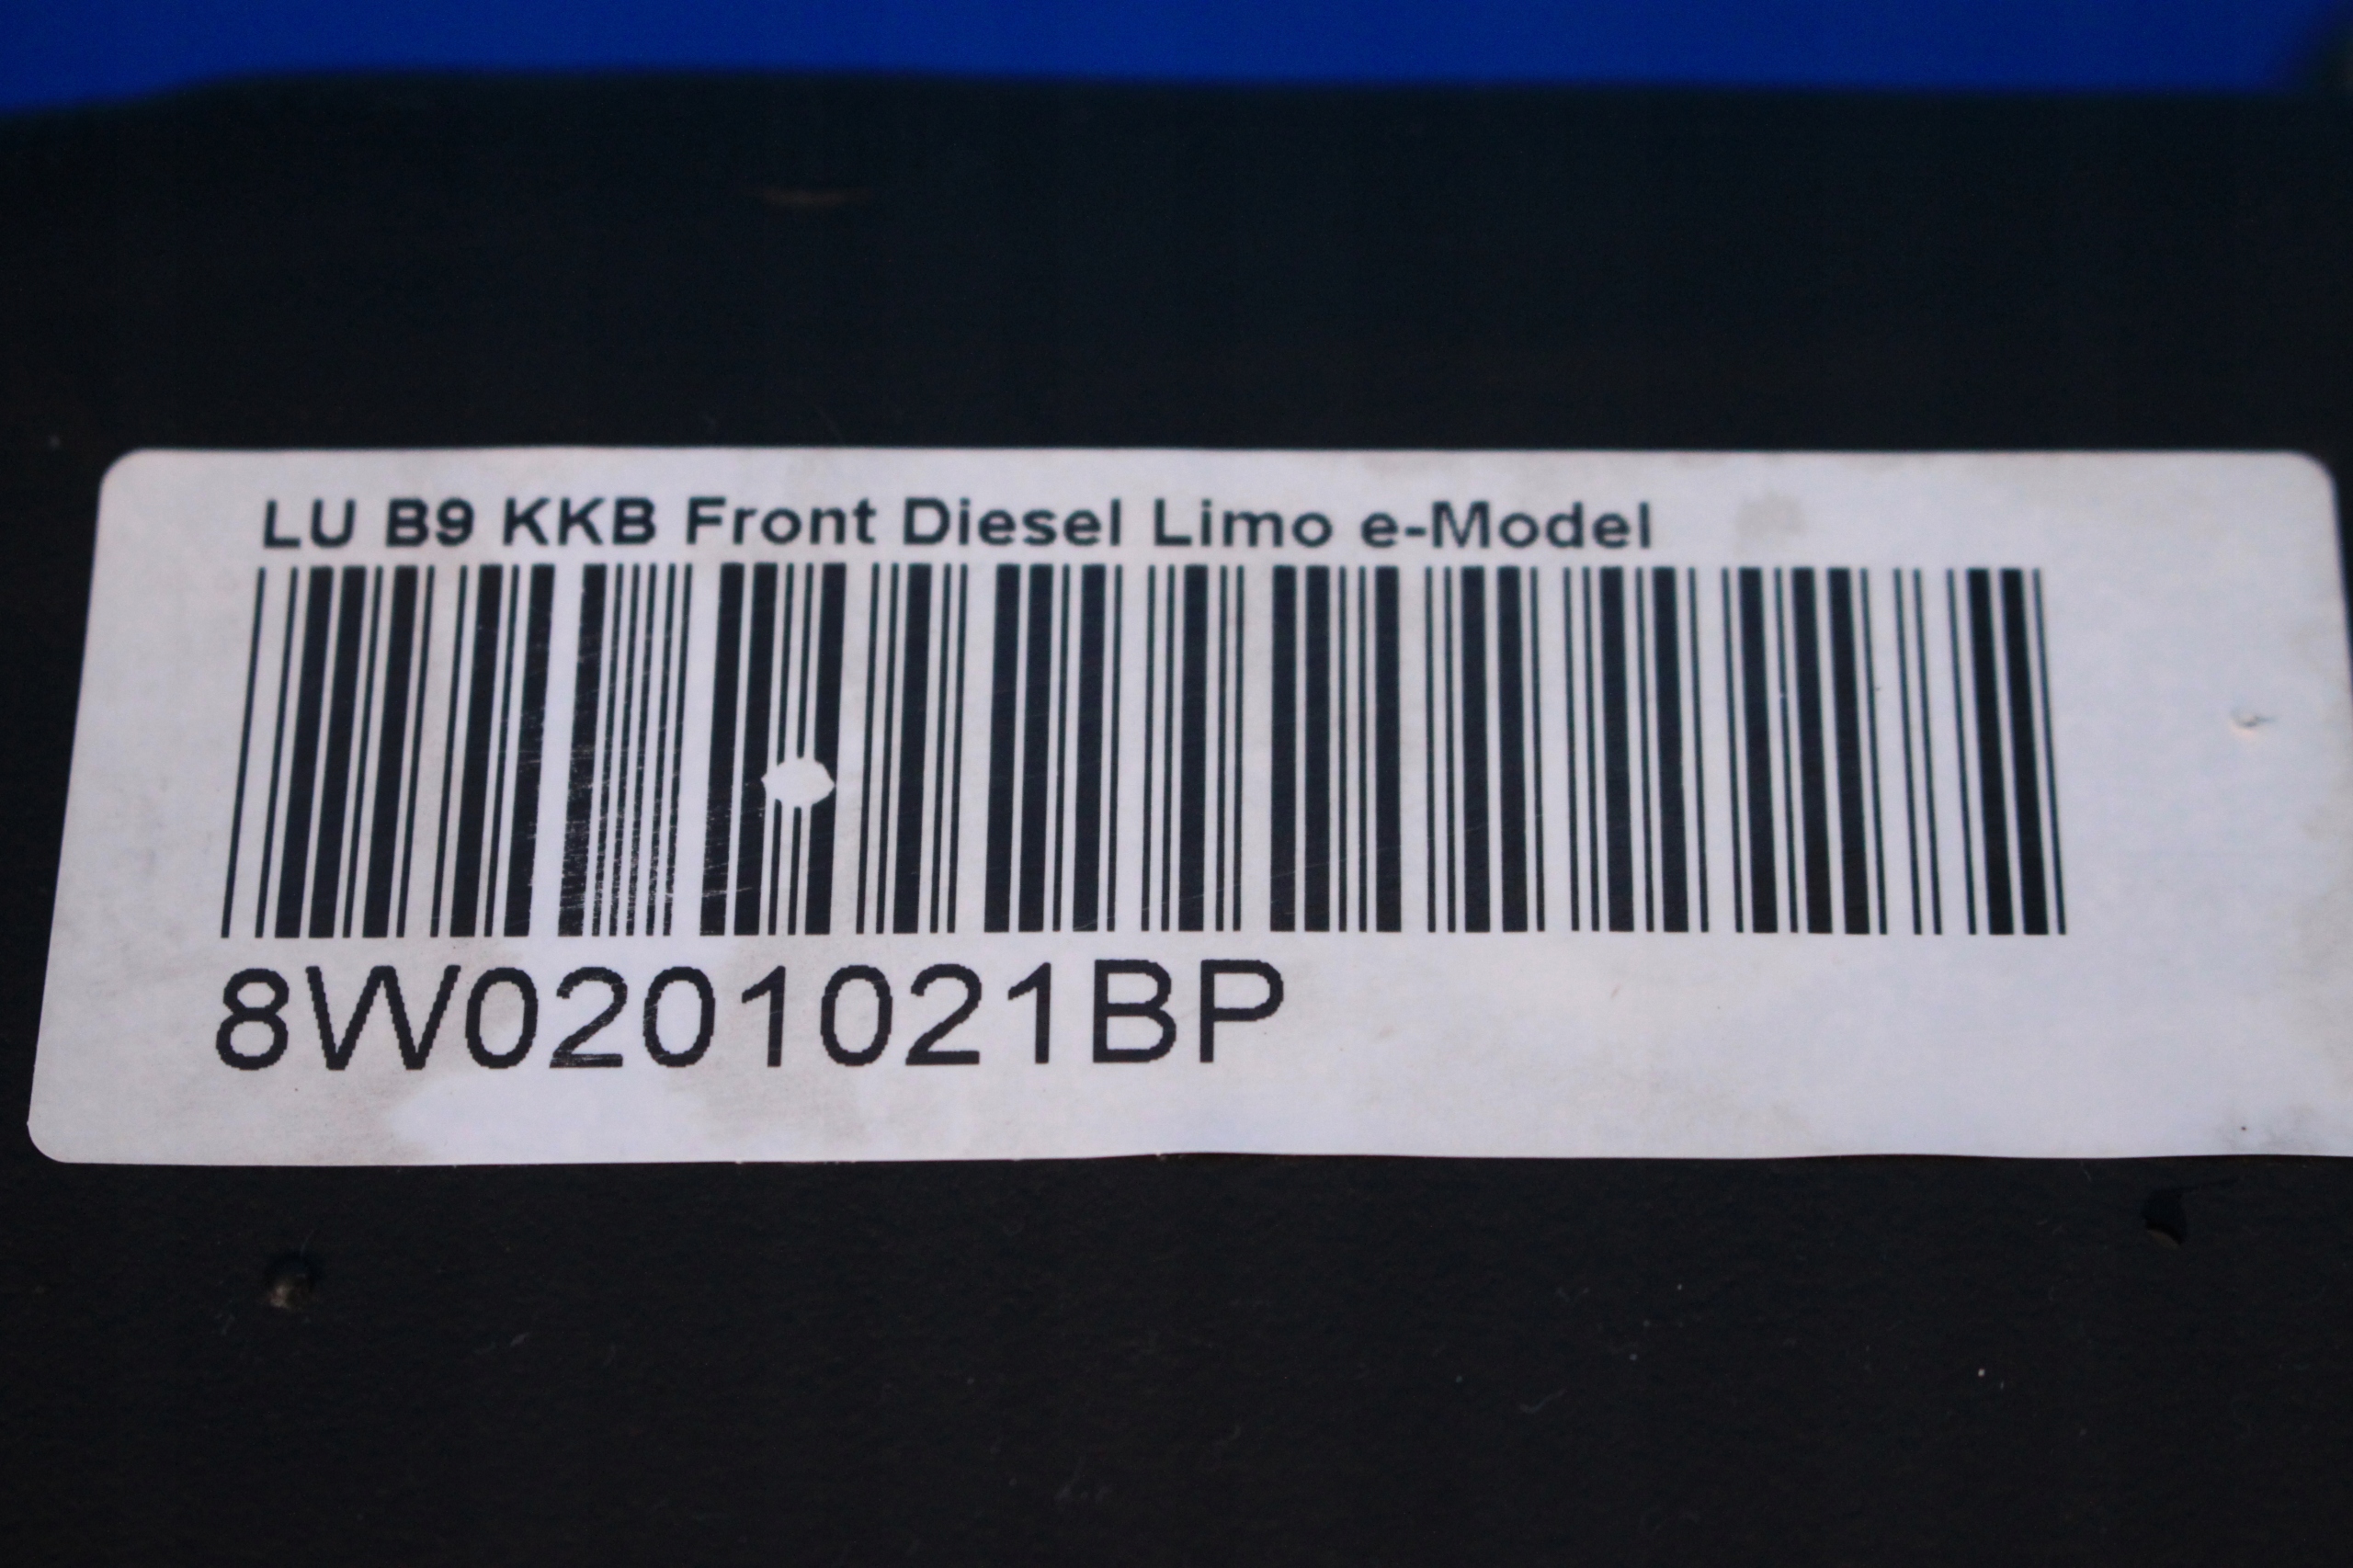 LU B9 KKB Front Diesel Limo e-Model
8W0201021BP